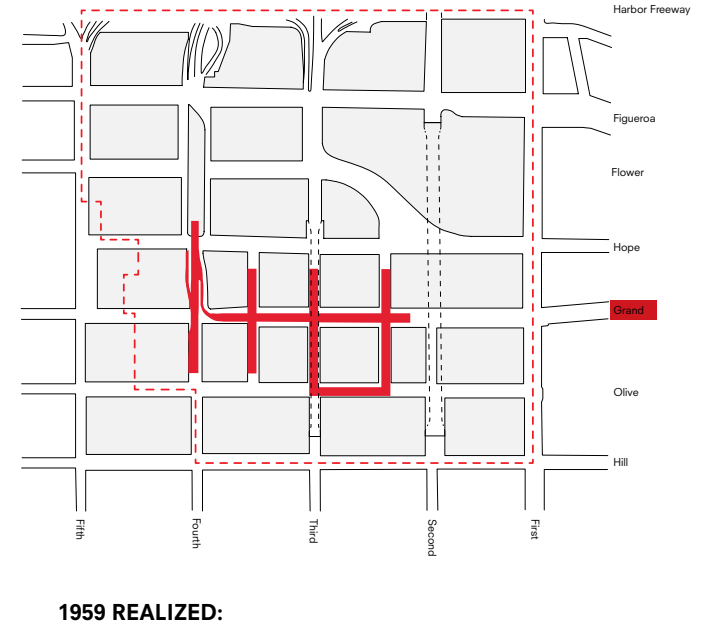 Harbor Freeway
Figueroa
Flower
Hope
Grand
Olive
Hill
Fifth
Fourth
Third
Second
First
1959 REALIZED: